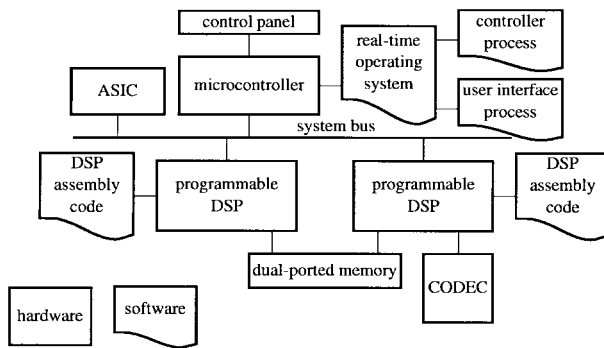 control panel
microcontroller
ASIC
real-time
operating
system
controller
process
user interface
process
system bus
DSP
assembly
code
programmable
DSP
programmable
DSP
DSP
assembly
code
dual-ported memory
CODEC
hardware
software